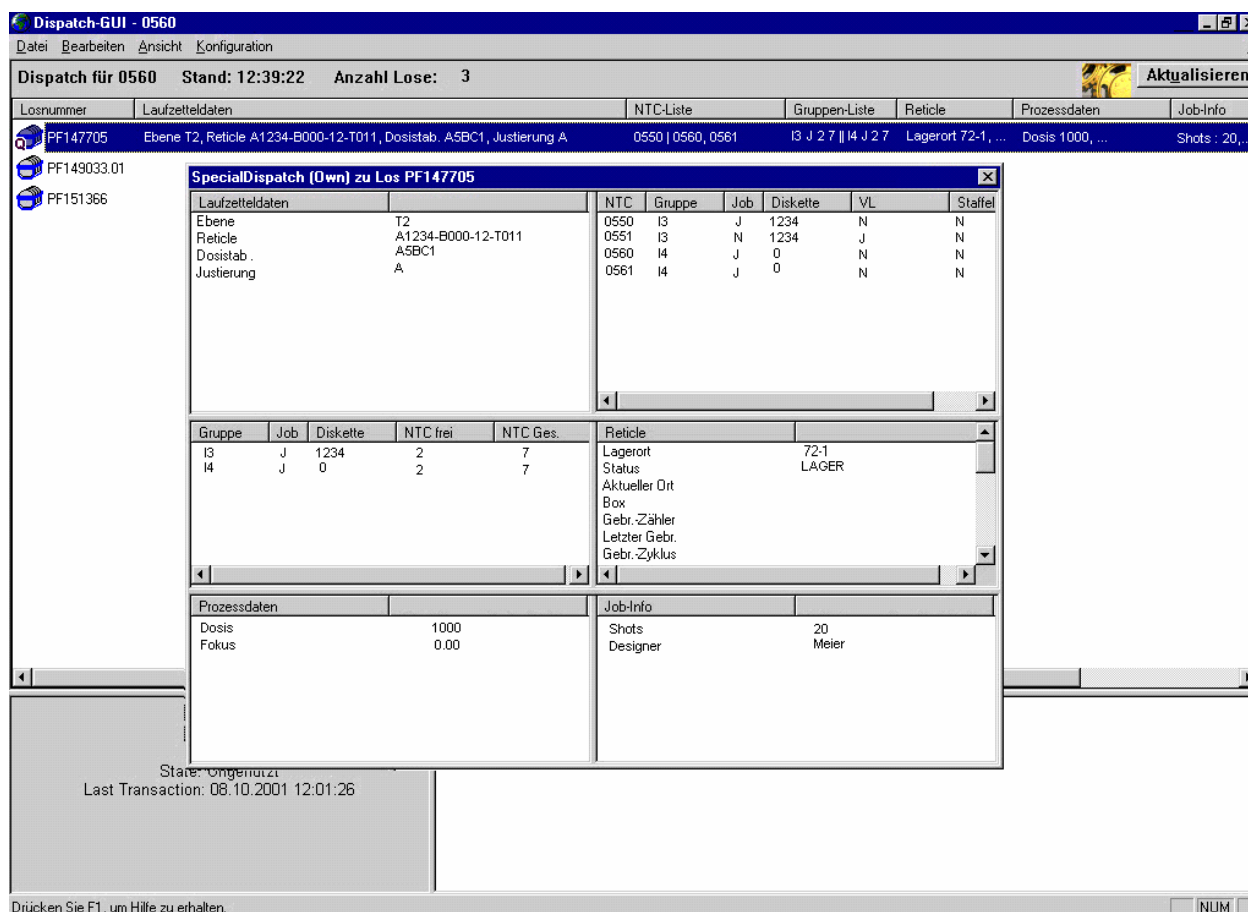 Dispatch-GUI - 0560
Datei Bearbeiten Ansicht Konfiguration
Dispatch für 0560 Stand: 12:39:22 Anzahl Lose: 3 Aktualisieren
Losnummer Laufzetteldaten NTC-Liste Gruppen-Liste Reticle Prozessdaten Job-Info
PF147705 Ebene T2, Reticle A1234-B000-12-T011, Dosistab. A5BC1, Justierung A 0550 | 0560, 0561 I3 J 2 7 || I4 J 2 7 Lagerort 72-1, ... Dosis 1000, ... Shots : 20,..
PF149033.01
PF151366
SpecialDispatch (Own) zu Los PF147705
Laufzetteldaten
Ebene T2
Reticle A1234-B000-12-T011
Dosistab . A5BC1
Justierung A
NTC Gruppe Job Diskette VL Staffel
0550 I3 J 1234 N N
0551 I3 N 1234 J N
0560 I4 J 0 N N
0561 I4 J 0 N N
Gruppe Job Diskette NTC frei NTC Ges.
I3 J 1234 2 7
I4 J 0 2 7
Reticle
Lagerort 72-1
Status LAGER
Aktueller Ort
Box
Gebr.-Zähler
Letzter Gebr.
Gebr.-Zyklus
Prozessdaten
Dosis 1000
Fokus 0.00
Job-Info
Shots 20
Designer Meier
State: Ungenutzt
Last Transaction: 08.10.2001 12:01:26
Drücken Sie F1, um Hilfe zu erhalten. NUM